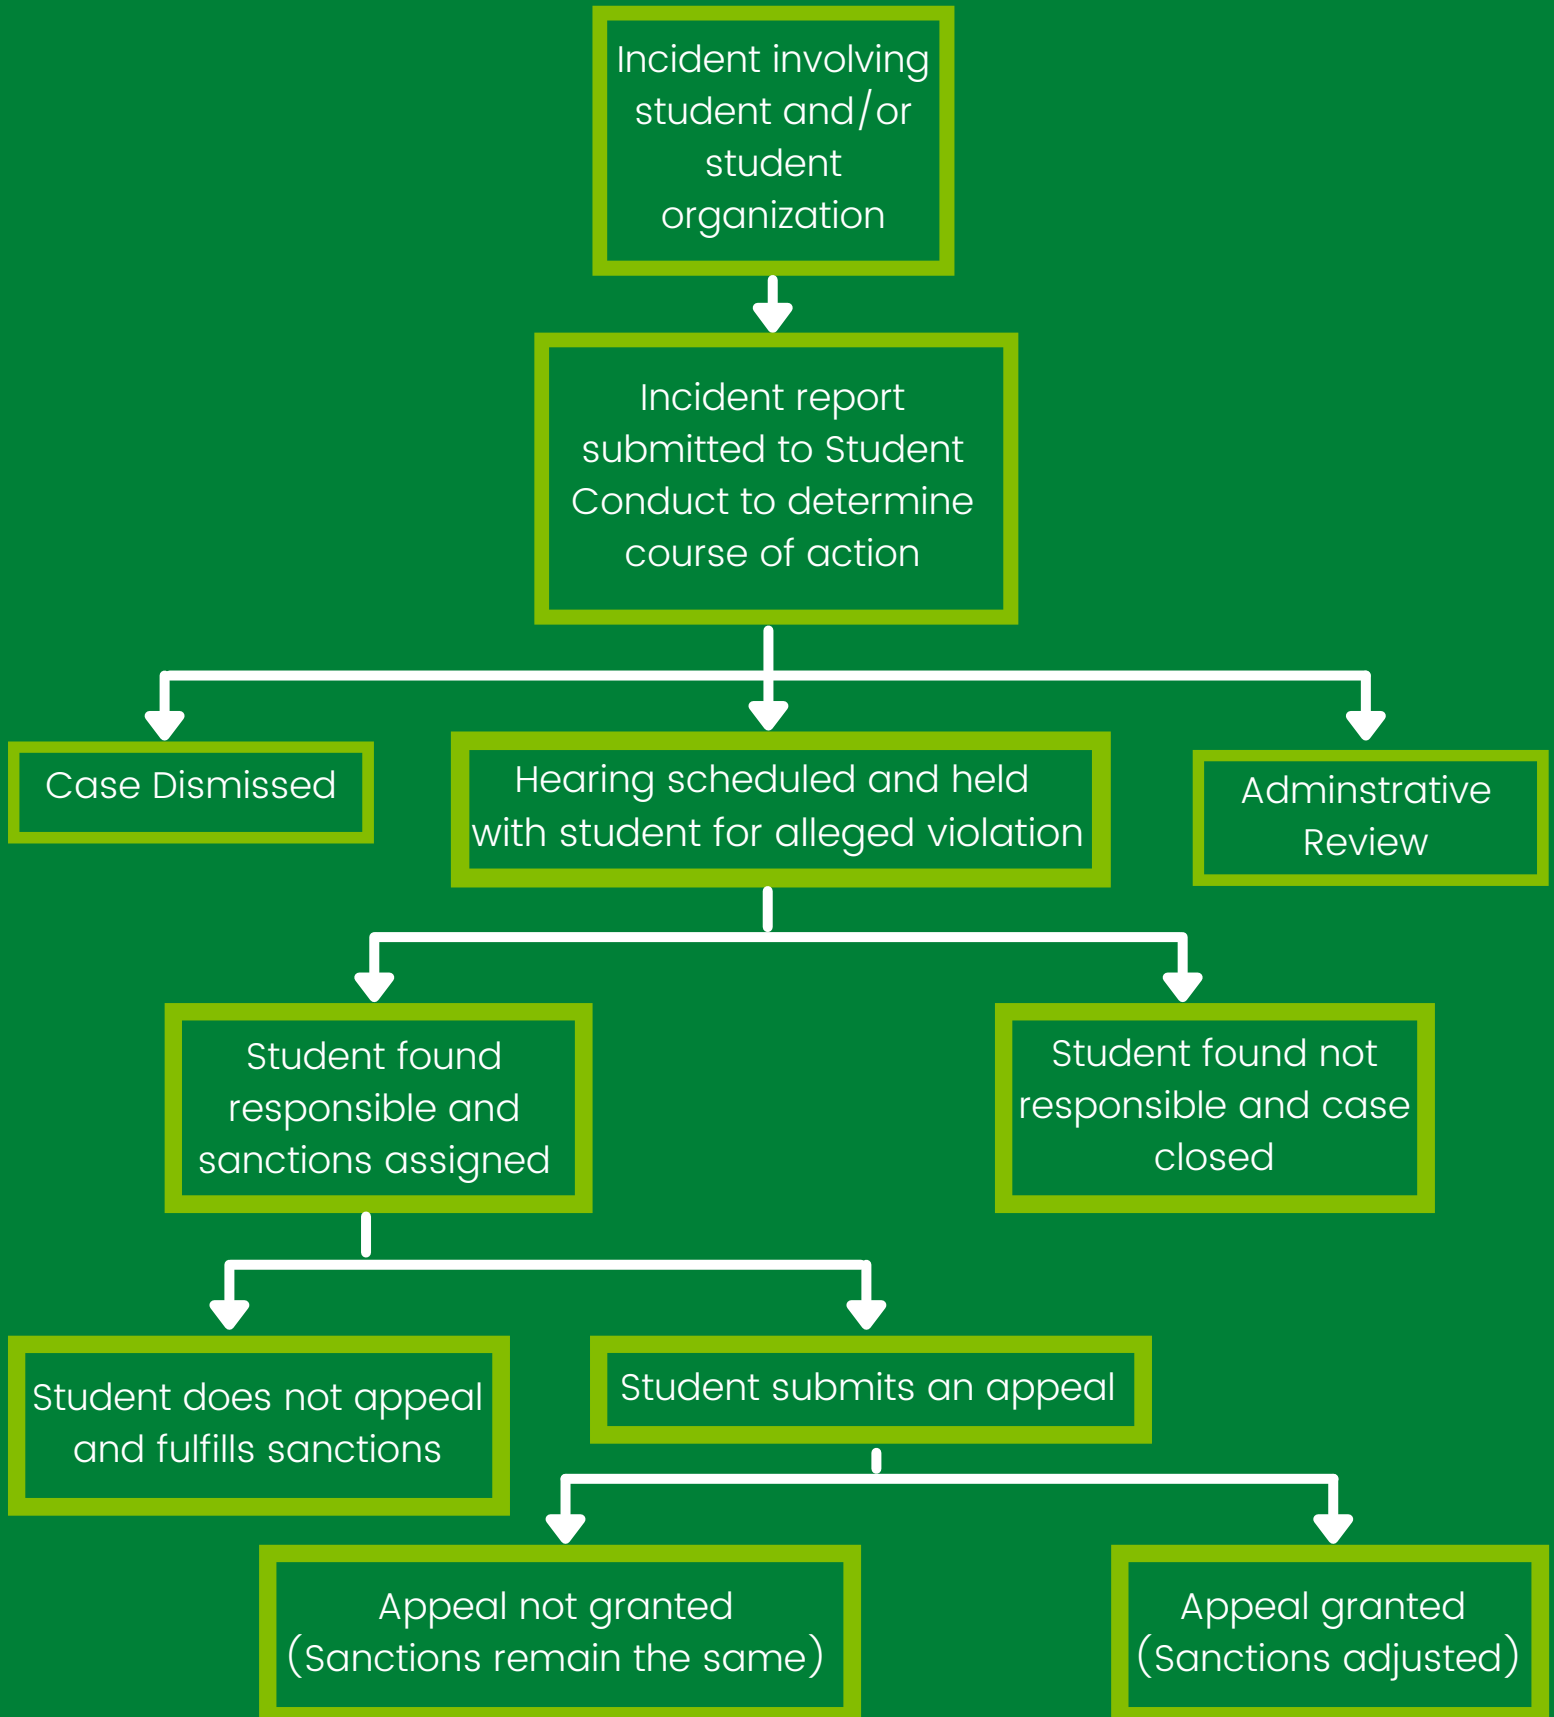 Incident involving
student and/or
student
organization
Incident report
submitted to Student
Conduct to determine
course of action
Case Dismissed
Hearing scheduled and held
with student for alleged violation
Adminstrative
Review
Student found
responsible and
sanctions assigned
Student found not
responsible and case
closed
Student does not appeal
and fulfills sanctions
Student submits an appeal
Appeal not granted
(Sanctions remain the same)
Appeal granted
(Sanctions adjusted)